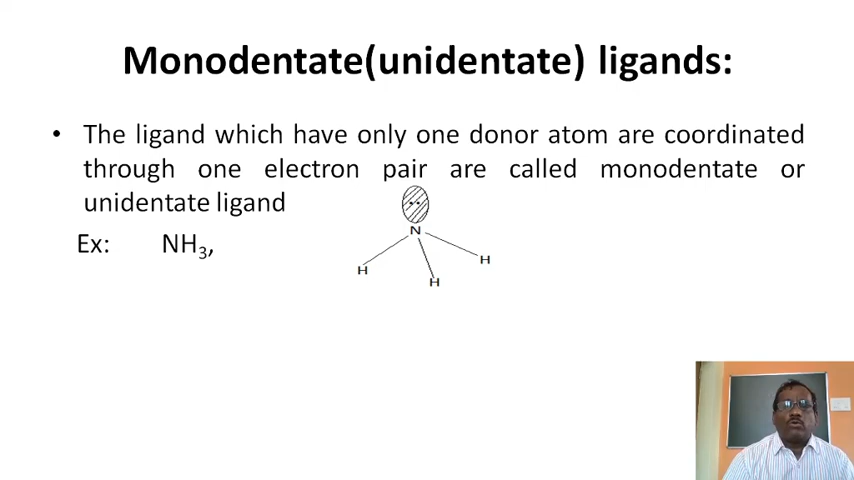 Monodentate(unidentate) ligands:
• The ligand which have only one donor atom are coordinated
through one electron pair are called monodentate or
unidentate ligand
Ex: NH₃,
N
H
H
H